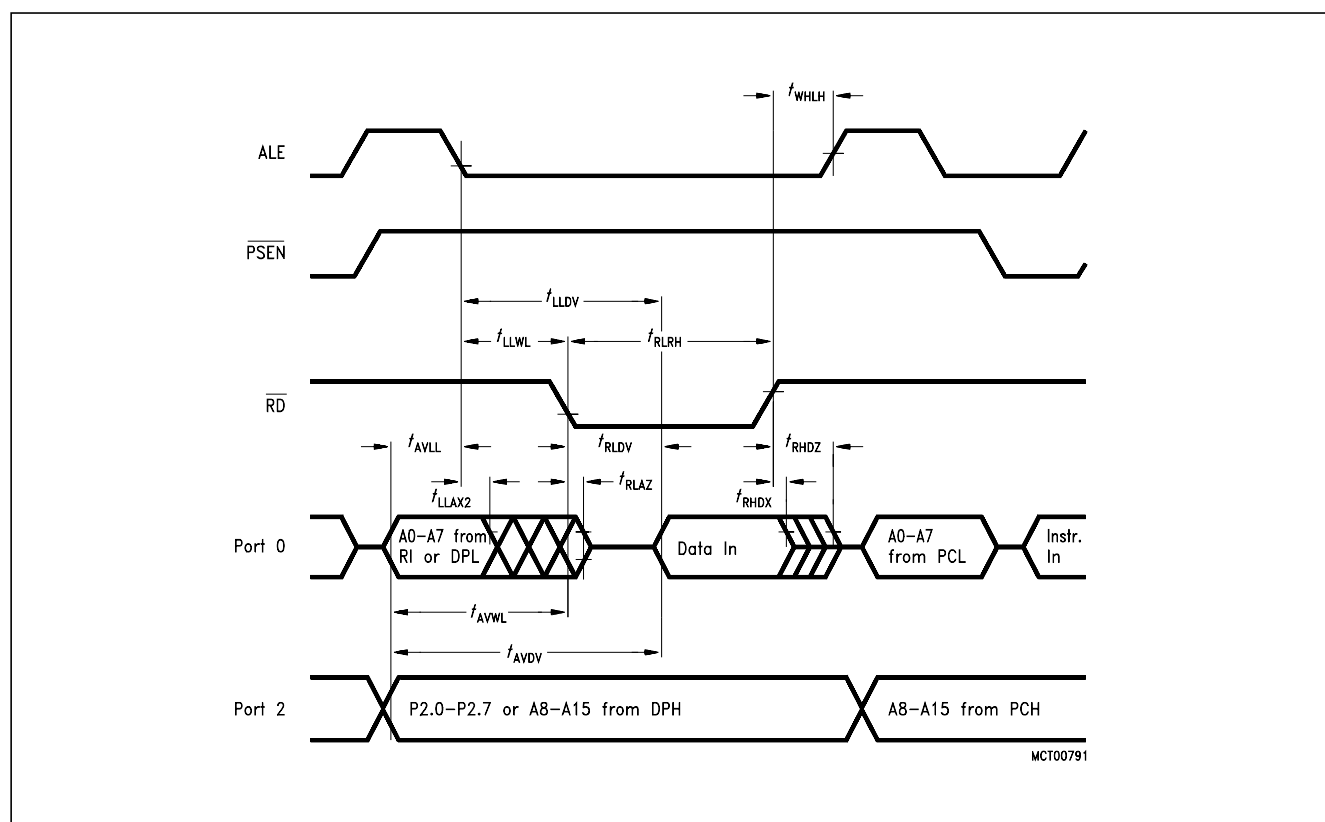 tWHLH
ALE
PSEN
tLLDV
tLLWL
tRLRH
RD
tAVLL
tRLDV
tRHDZ
tLLAX2
tRLAZ
tRHDX
Port 0
A0–A7 from
RI or DPL
Data In
A0–A7
from PCL
Instr.
In
tAVWL
tAVDV
Port 2
P2.0–P2.7 or A8–A15 from DPH
A8–A15 from PCH
MCT00791